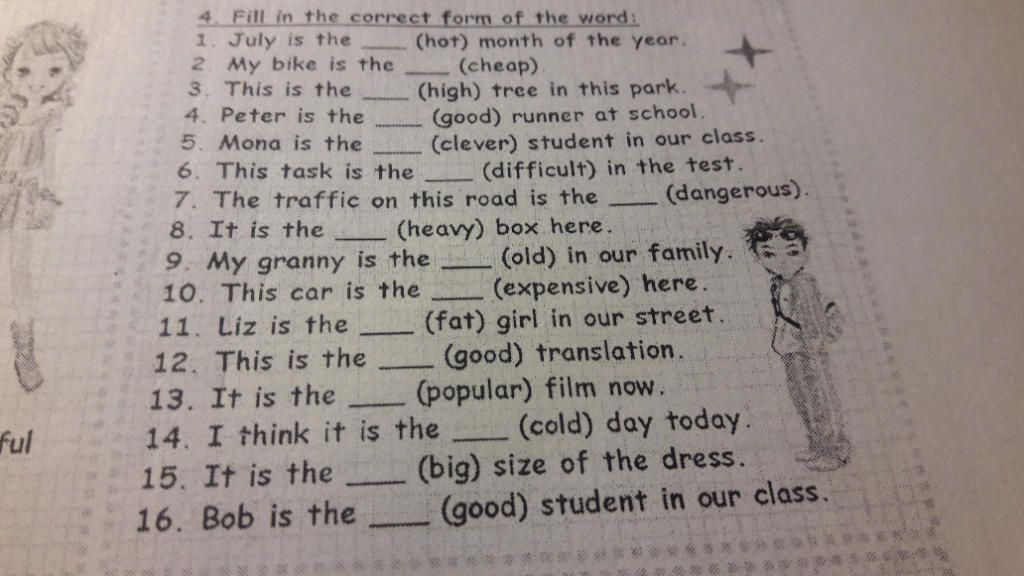 4. Fill in the correct form of the word:
1. July is the ____ (hot) month of the year.
2. My bike is the ____ (cheap)
3. This is the ____ (high) tree in this park.
4. Peter is the ____ (good) runner at school.
5. Mona is the ____ (clever) student in our class.
6. This task is the ____ (difficult) in the test.
7. The traffic on this road is the ____ (dangerous).
8. It is the ____ (heavy) box here.
9. My granny is the ____ (old) in our family.
10. This car is the ____ (expensive) here.
11. Liz is the ____ (fat) girl in our street.
12. This is the ____ (good) translation.
13. It is the ____ (popular) film now.
14. I think it is the ____ (cold) day today.
ful
15. It is the ____ (big) size of the dress.
16. Bob is the ____ (good) student in our class.